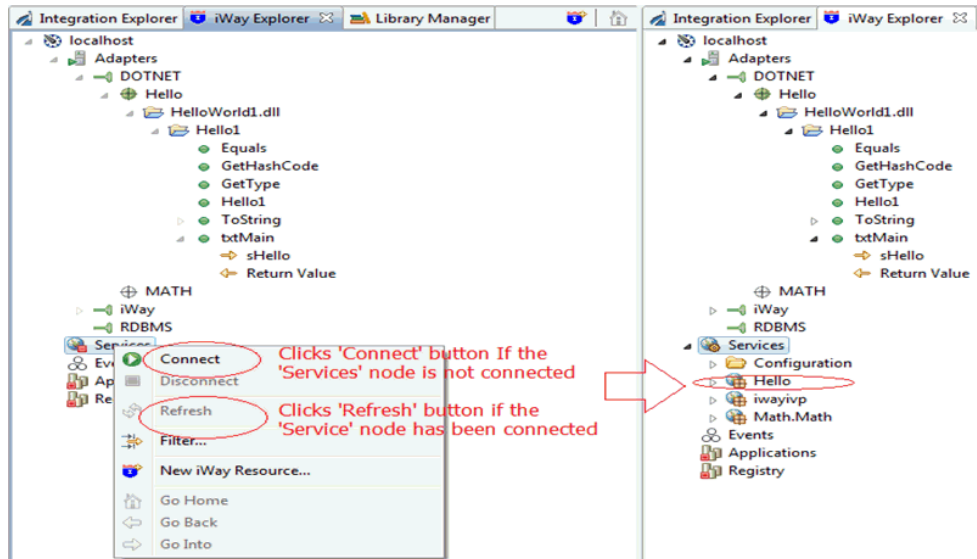 Integration Explorer
iWay Explorer
Library Manager
localhost
Adapters
DOTNET
Hello
HelloWorld1.dll
Hello1
Equals
GetHashCode
GetType
Hello1
ToString
txtMain
sHello
Return Value
MATH
iWay
RDBMS
Services
Ev
Ap
Re
Connect
Disconnect
Refresh
Filter...
New iWay Resource...
Go Home
Go Back
Go Into
Clicks 'Connect' button If the
'Services' node is not connected
Clicks 'Refresh' button if the
'Service' node has been connected
Integration Explorer
iWay Explorer
localhost
Adapters
DOTNET
Hello
HelloWorld1.dll
Hello1
Equals
GetHashCode
GetType
Hello1
ToString
txtMain
sHello
Return Value
MATH
iWay
RDBMS
Services
Configuration
Hello
iwayivp
Math.Math
Events
Applications
Registry